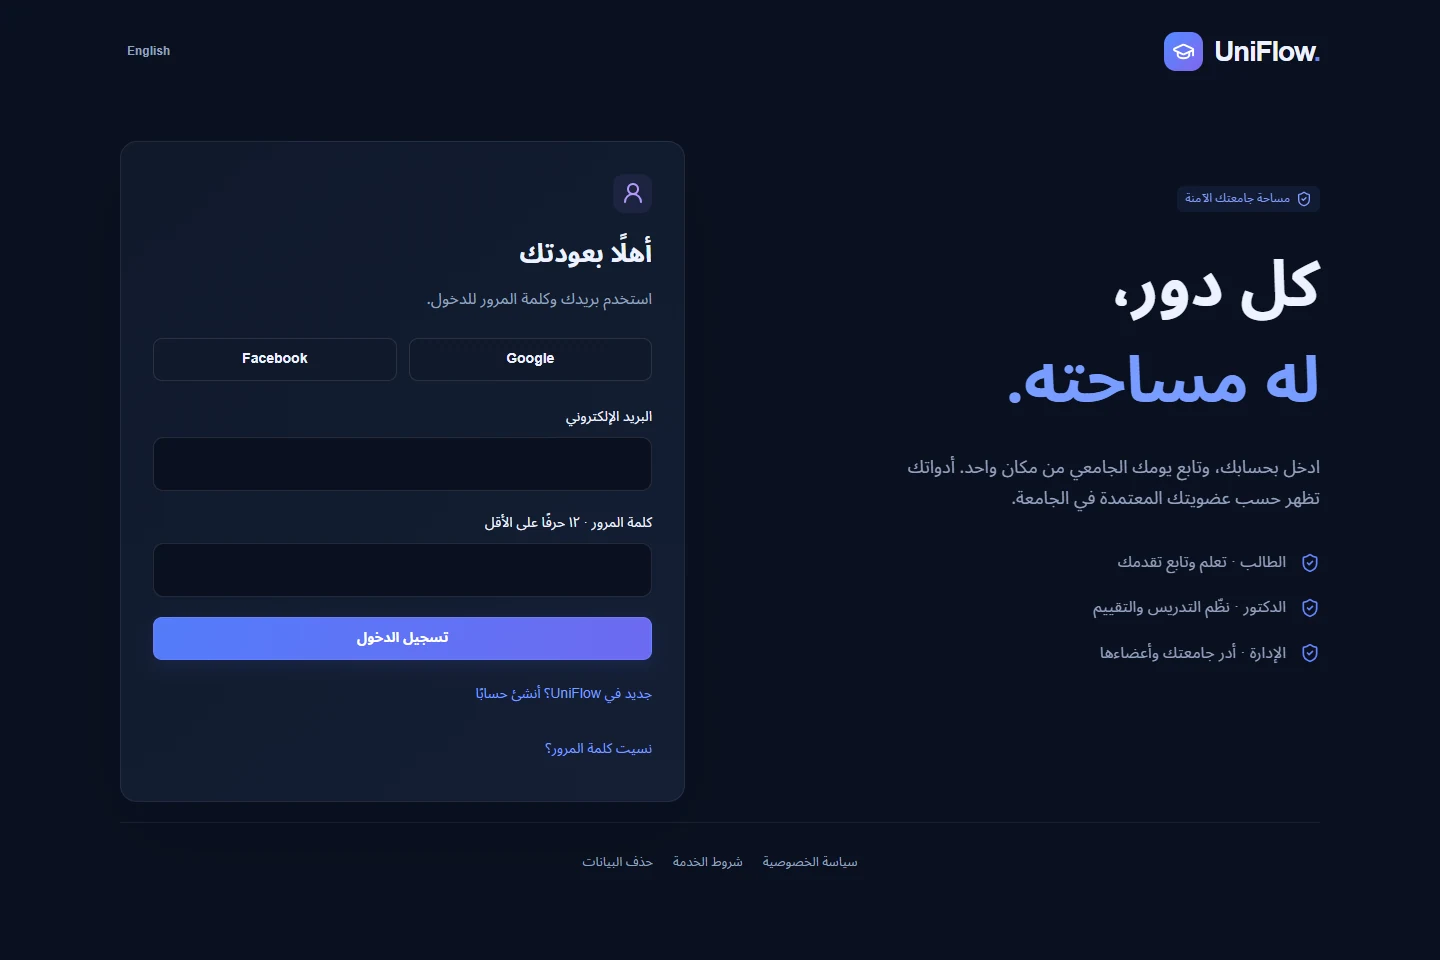 UniFlow.
English
مساحة جامعتك الآمنة
كل دور،
له مساحته.
ادخل بحسابك، وتابع يومك الجامعي من مكان واحد. أدواتك
تظهر حسب عضويتك المعتمدة في الجامعة.
الطالب · تعلم وتابع تقدمك
الدكتور · نظّم التدريس والتقييم
الإدارة · أدر جامعتك وأعضاءها
أهلًا بعودتك
استخدم بريدك وكلمة المرور للدخول.
Google
Facebook
البريد الإلكتروني
كلمة المرور · ١٢ حرفًا على الأقل
تسجيل الدخول
جديد في UniFlow؟ أنشئ حسابًا
نسيت كلمة المرور؟
سياسة الخصوصية
شروط الخدمة
حذف البيانات